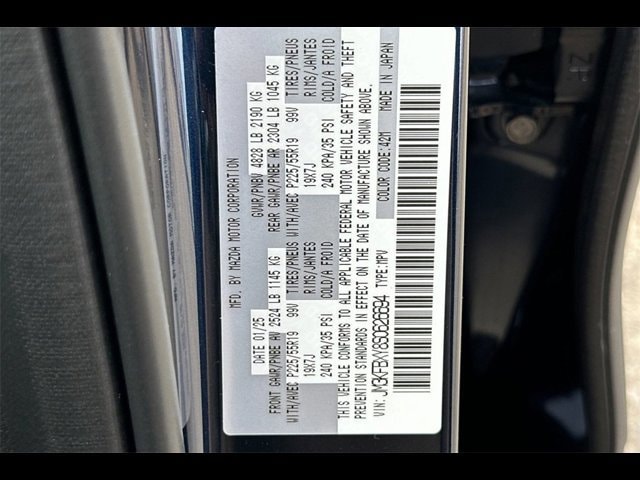 MFD. BY MAZDA MOTOR CORPORATION
DATE 01/25 GVWR/PNBV 4828 LB 2190 KG
FRONT GAWR/PNBE AV 2524 LB 1145 KG REAR GAWR/PNBE AR 2304 LB 1045 KG
WITH/AVEC P225/55R19 99V TIRES/PNEUS WITH/AVEC P225/55R19 99V TIRES/PNEUS
19X7J RIMS/JANTES 19X7J RIMS/JANTES
240 KPA/35 PSI COLD/A FROID 240 KPA/35 PSI COLD/A FROID
THIS VEHICLE CONFORMS TO ALL APPLICABLE FEDERAL MOTOR VEHICLE SAFETY AND THEFT
PREVENTION STANDARDS IN EFFECT ON THE DATE OF MANUFACTURE SHOWN ABOVE.
VIN: JM3KFBXY6S0626694 TYPE: MPV COLOR CODE: 42M MADE IN JAPAN